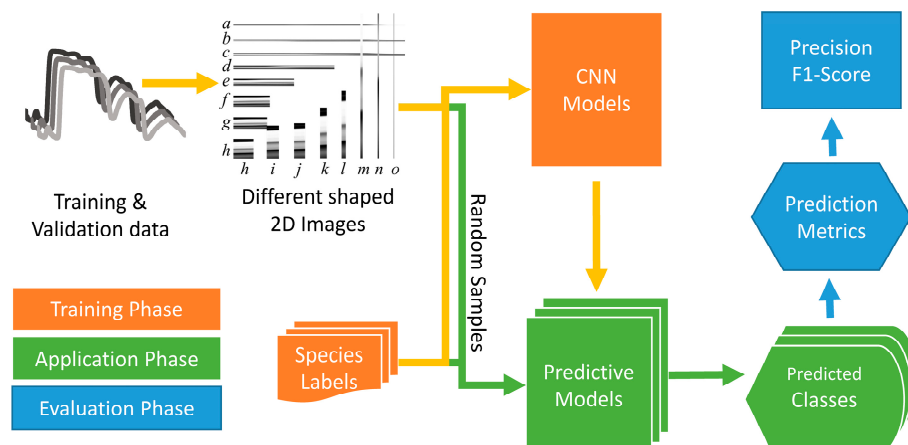 a
b
c
d
e
f
g
h
h i j k l m n o
Training &
Validation data
Different shaped
2D Images
CNN
Models
Precision
F1-Score
Prediction
Metrics
Random Samples
Training Phase
Application Phase
Evaluation Phase
Species
Labels
Predictive
Models
Predicted
Classes